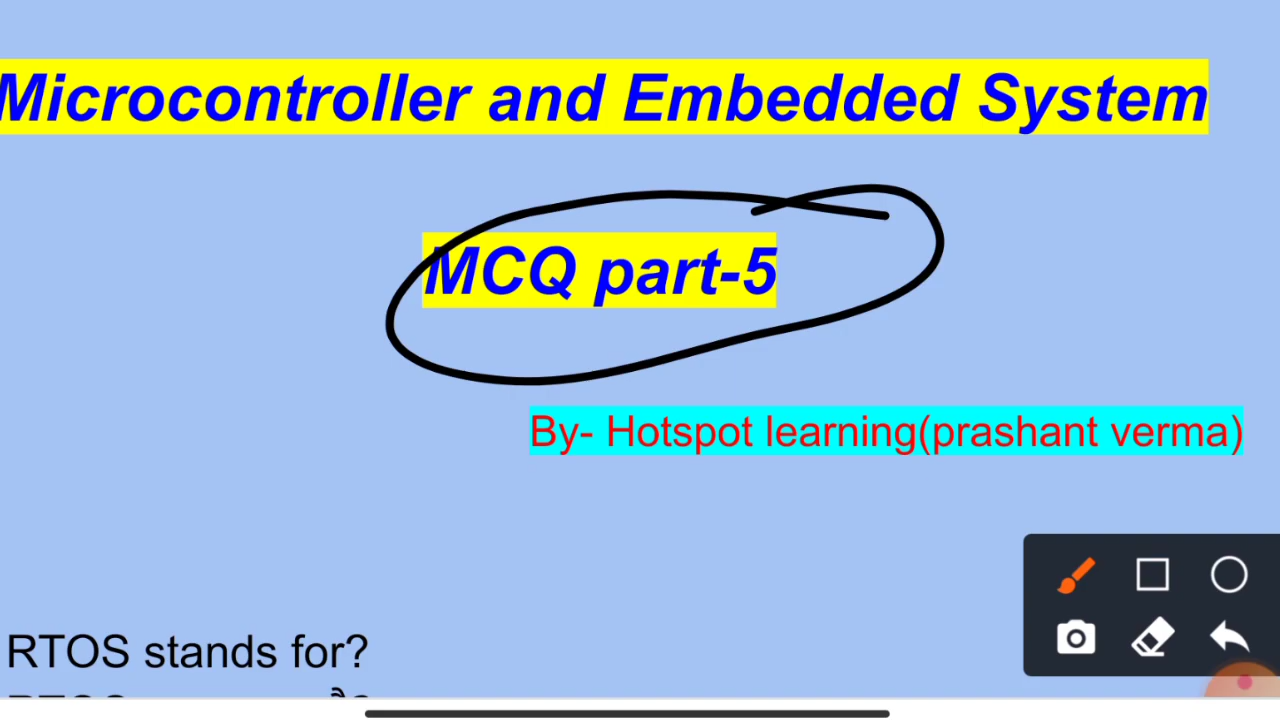 Microcontroller and Embedded System
MCQ part-5
By- Hotspot learning(prashant verma)
RTOS stands for?